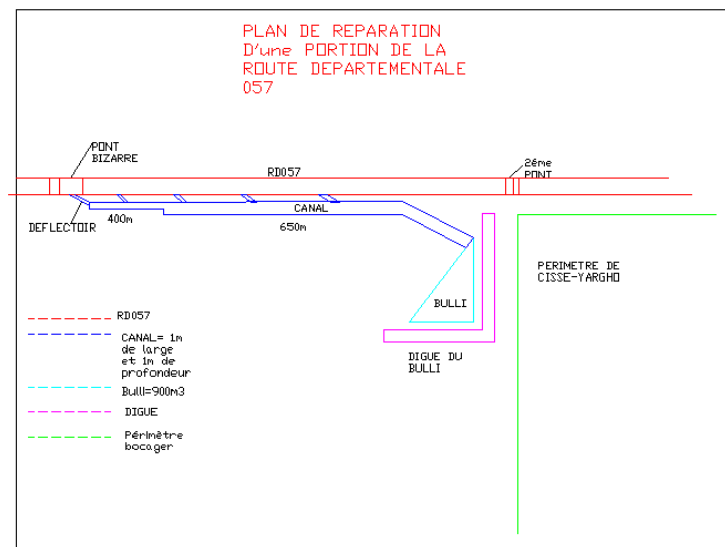 PLAN DE REPARATION
D'une PORTION DE LA
ROUTE DEPARTEMENTALE
057
PONT
BIZARRE
RD057
2éme
PONT
CANAL
400m
650m
DEFLECTOIR
PERIMETRE DE
CISSE-YARGHO
BULLI
DIGUE DU
BULLI
RD057
CANAL= 1m
de large
et 1m de
profondeur
Bulli=900m3
DIGUE
Périmètre
bocager